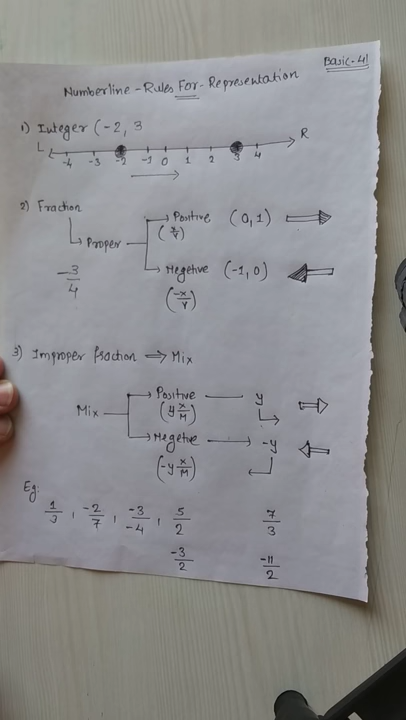 Basic-41
Numberline - Rules For - Representation
1) Integer (-2, 3
L R
-4 -3 -2 -1 0 1 2 3 4
2) Fraction
Proper
Positive (0, 1)
(x/y)
Negetive (-1, 0)
(-x/y)
-3/4
3) Improper fraction ⇒ Mix
Mix
Positive y
(y x/M)
Negetive -y
(-y x/M)
Eg:
1/3, -2/7, -3/-4, 5/2 7/3
-3/2 -11/2